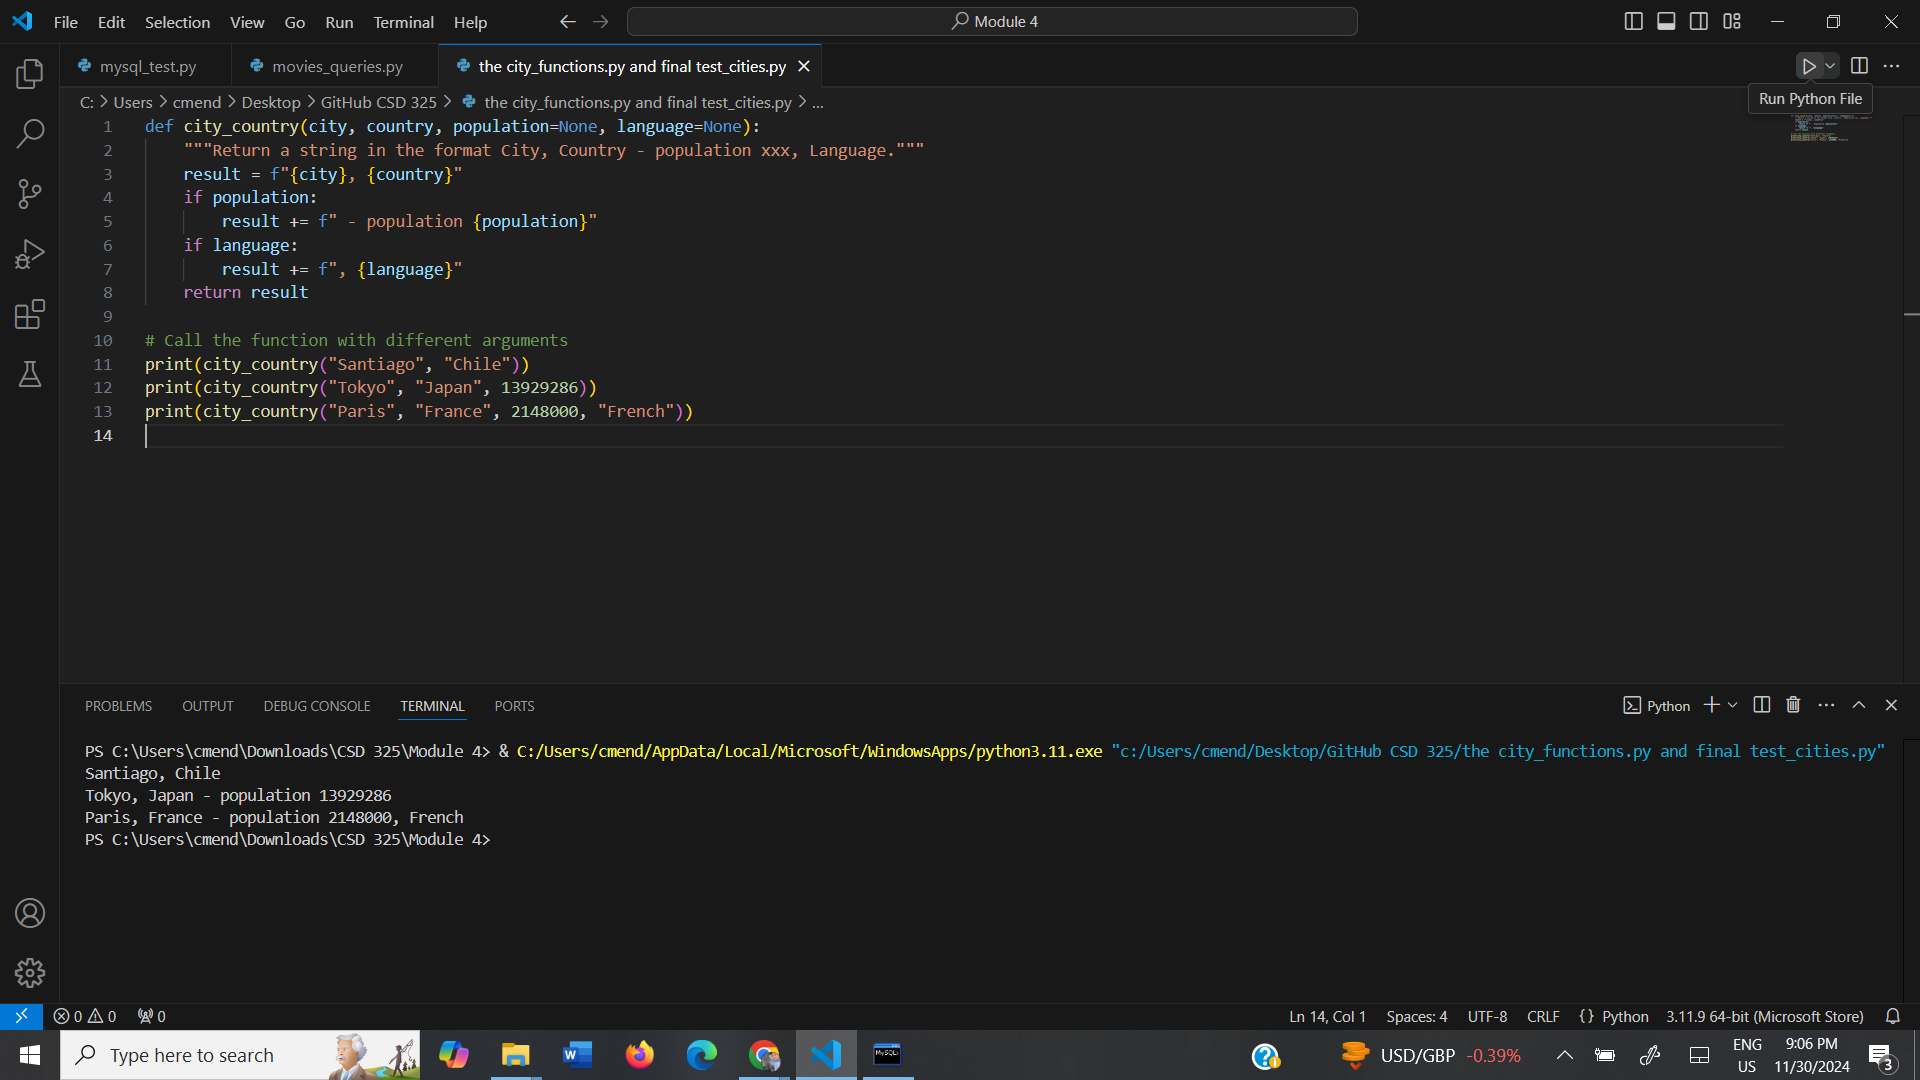 File Edit Selection View Go Run Terminal Help
Module 4
mysql_test.py movies_queries.py the city_functions.py and final test_cities.py
C: > Users > cmend > Desktop > GitHub CSD 325 > the city_functions.py and final test_cities.py > ...
Run Python File
1 def city_country(city, country, population=None, language=None):
2 """Return a string in the format City, Country - population xxx, Language."""
3 result = f"{city}, {country}"
4 if population:
5 result += f" - population {population}"
6 if language:
7 result += f", {language}"
8 return result
9
10 # Call the function with different arguments
11 print(city_country("Santiago", "Chile"))
12 print(city_country("Tokyo", "Japan", 13929286))
13 print(city_country("Paris", "France", 2148000, "French"))
14
PROBLEMS OUTPUT DEBUG CONSOLE TERMINAL PORTS
Python
PS C:\Users\cmend\Downloads\CSD 325\Module 4> & C:/Users/cmend/AppData/Local/Microsoft/WindowsApps/python3.11.exe "c:/Users/cmend/Desktop/GitHub CSD 325/the city_functions.py and final test_cities.py"
Santiago, Chile
Tokyo, Japan - population 13929286
Paris, France - population 2148000, French
PS C:\Users\cmend\Downloads\CSD 325\Module 4>
0 0 0 Ln 14, Col 1 Spaces: 4 UTF-8 CRLF {} Python 3.11.9 64-bit (Microsoft Store)
Type here to search
USD/GBP -0.39%
ENG
US
9:06 PM
11/30/2024
3